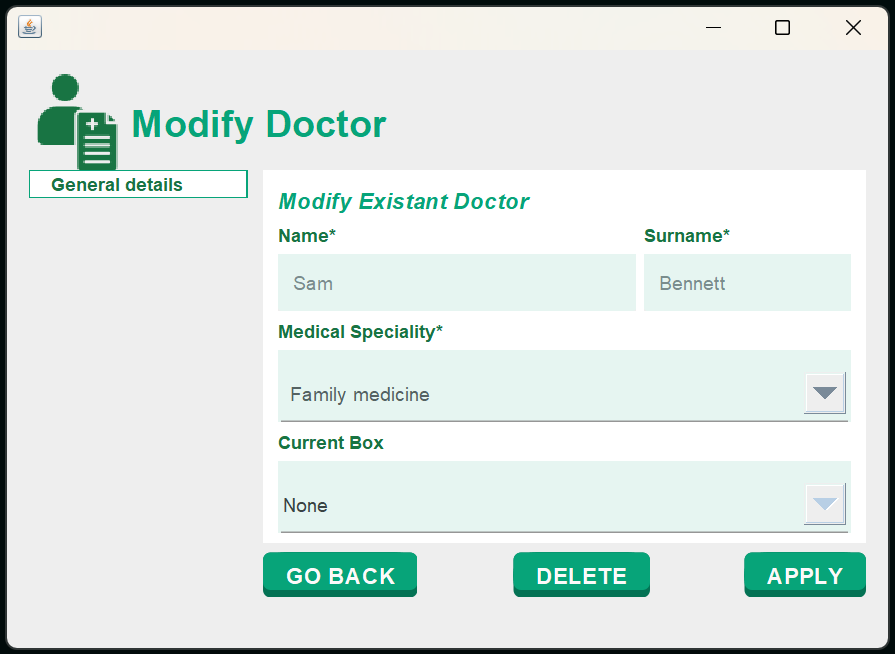 Modify Doctor
General details
Modify Existant Doctor
Name* Surname*
Sam Bennett
Medical Speciality*
Family medicine
Current Box
None
GO BACK DELETE APPLY